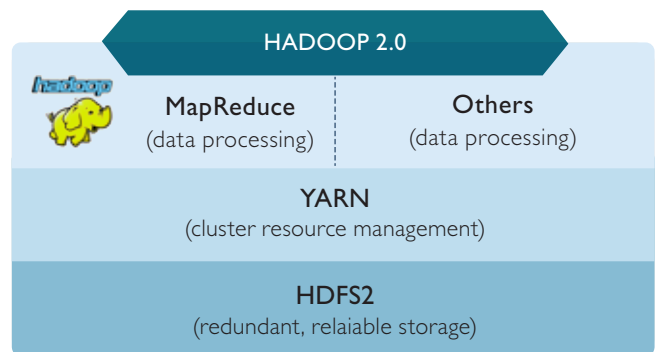 HADOOP 2.0
hadoop
MapReduce
(data processing)
Others
(data processing)
YARN
(cluster resource management)
HDFS2
(redundant, relaiable storage)